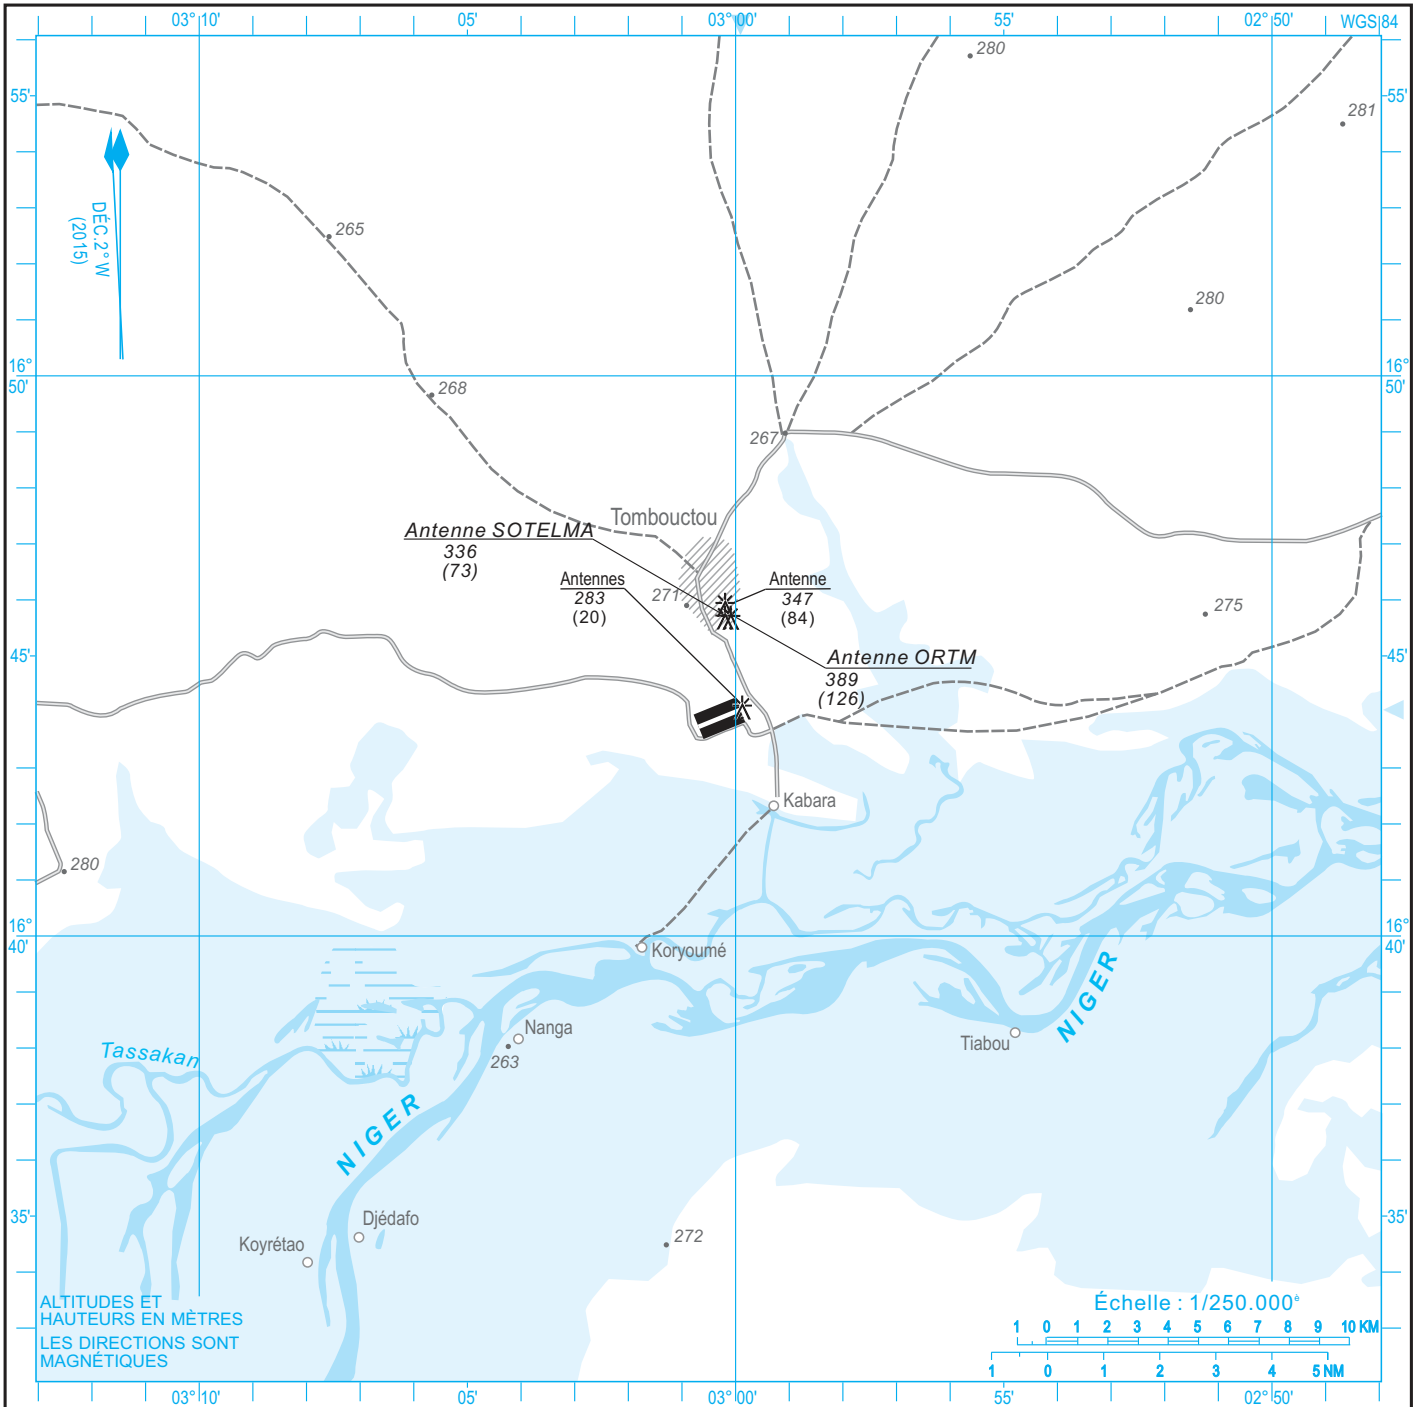 03°10'
05'
03°00'
55'
02°50'
WGS 84
280
55'
55'
281
DÉC.2° W
(2015)
265
280
16°
50'
16°
50'
268
267
Tombouctou
Antenne SOTELMA
336
(73)
Antennes
283
(20)
271
Antenne
347
(84)
275
45'
45'
Antenne ORTM
389
(126)
Kabara
280
16°
40'
16°
40'
Koryoumé
NIGER
Nanga
Tiabou
263
Tassakan
NIGER
35'
35'
Djédafo
Koyrétao
272
ALTITUDES ET
HAUTEURS EN MÈTRES
LES DIRECTIONS SONT
MAGNÉTIQUES
Échelle : 1/250.000è
1 0 1 2 3 4 5 6 7 8 9 10 KM
1 0 1 2 3 4 5 NM
03°10'
05'
03°00'
55'
02°50'